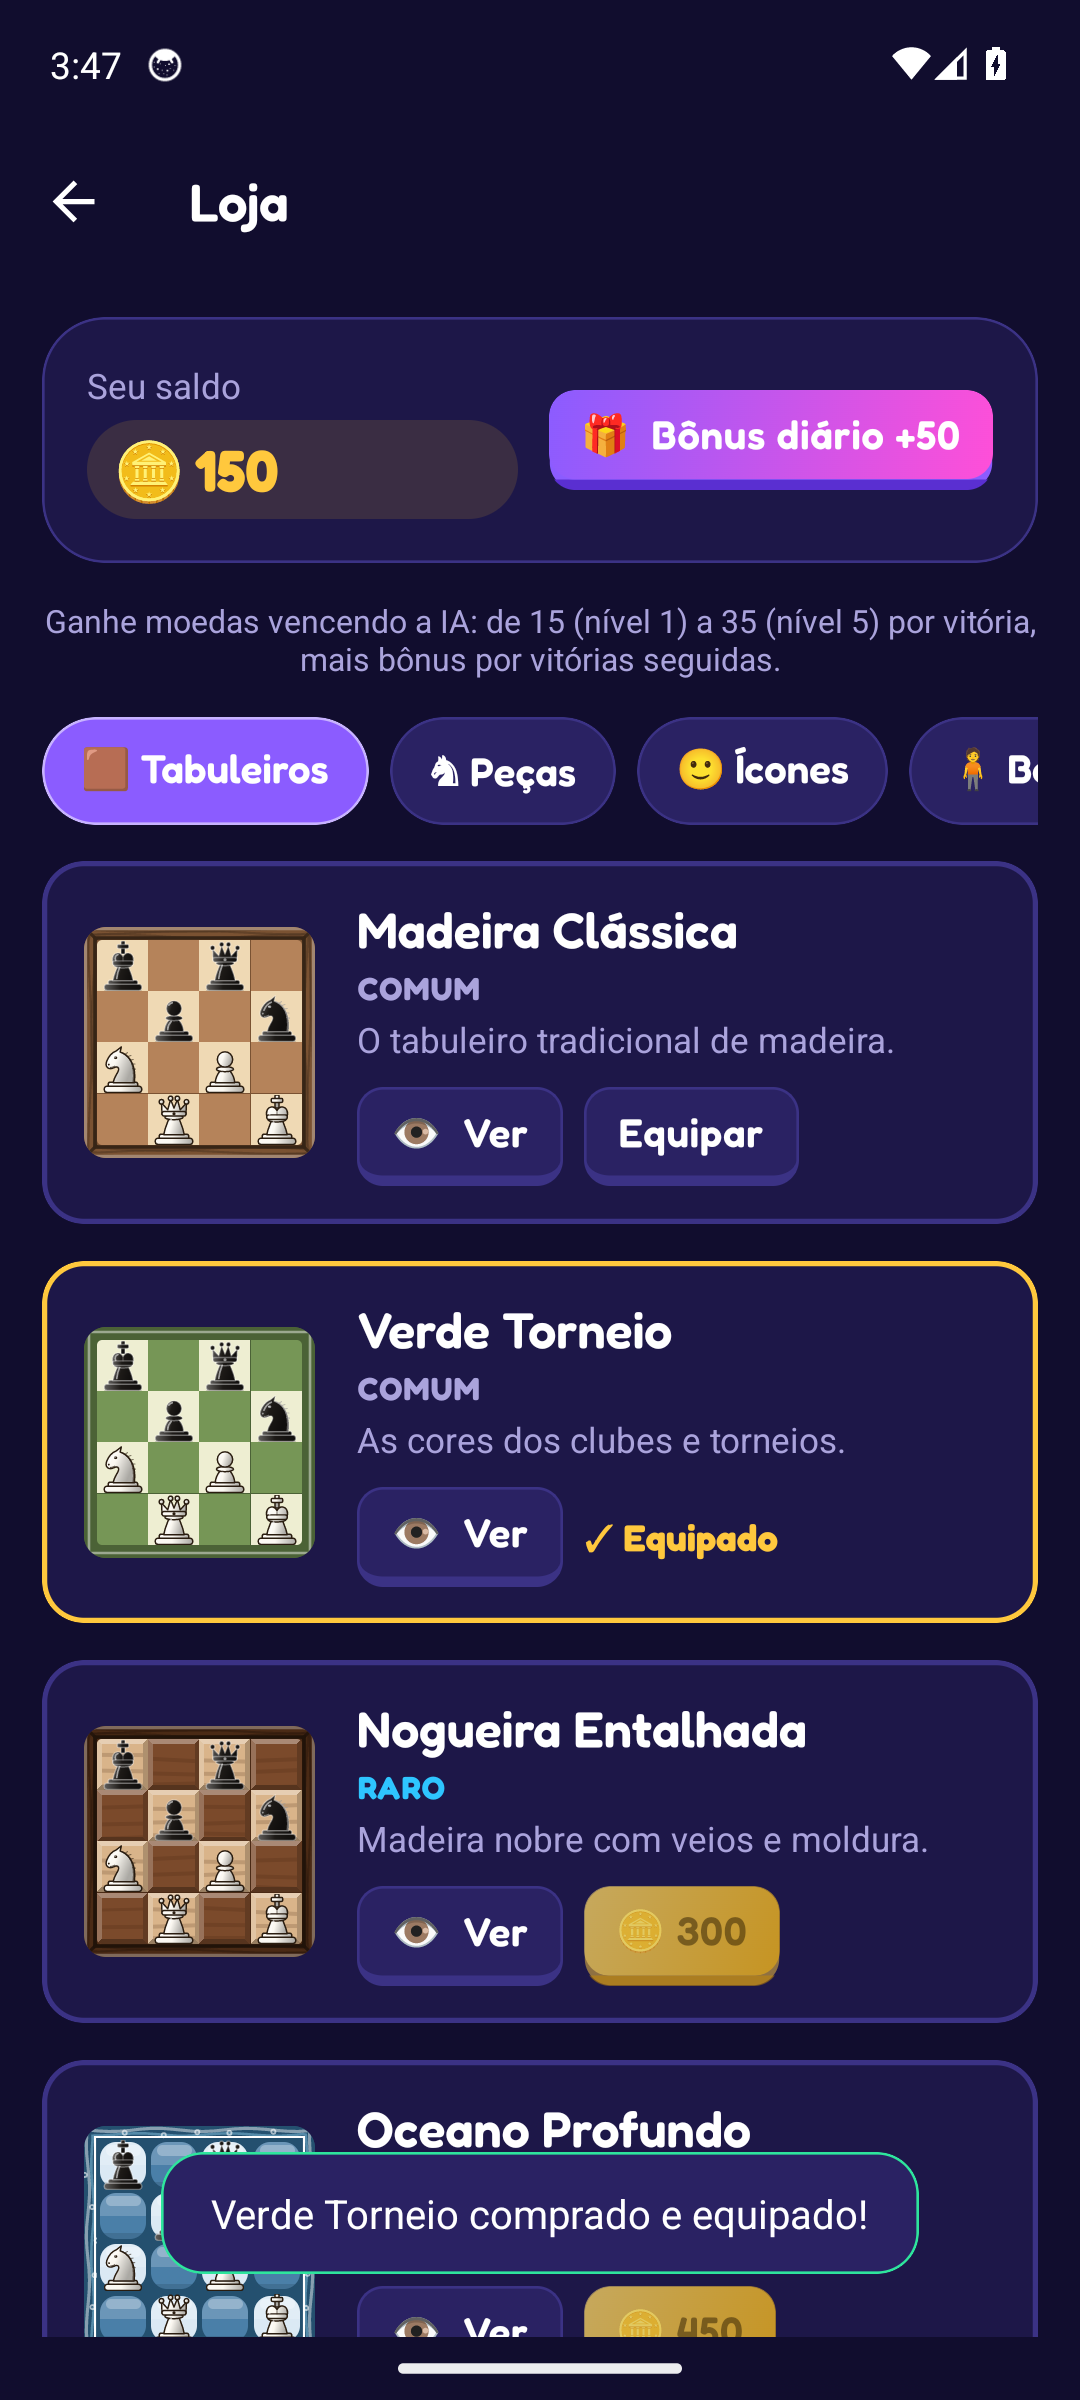 3:47
Loja
Seu saldo
150
Bônus diário +50
Ganhe moedas vencendo a IA: de 15 (nível 1) a 35 (nível 5) por vitória,
mais bônus por vitórias seguidas.
Tabuleiros
Peças
Ícones
Madeira Clássica
COMUM
O tabuleiro tradicional de madeira.
Ver
Equipar
Verde Torneio
COMUM
As cores dos clubes e torneios.
Ver
✓ Equipado
Nogueira Entalhada
RARO
Madeira nobre com veios e moldura.
Ver
300
Oceano Profundo
Verde Torneio comprado e equipado!
Ver
450